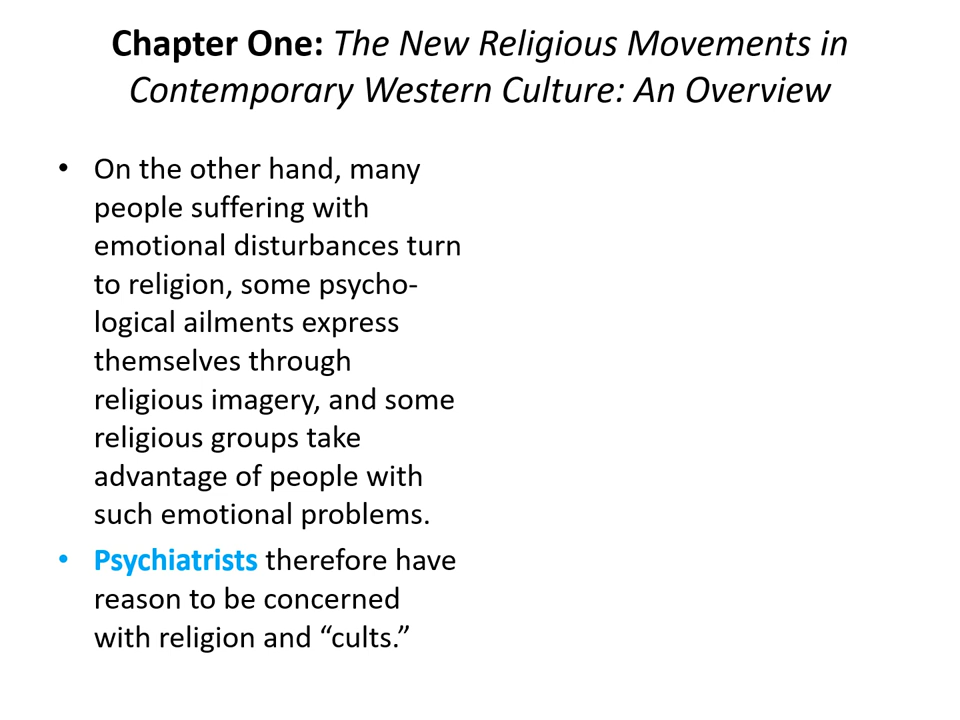 Chapter One: The New Religious Movements in
Contemporary Western Culture: An Overview
• On the other hand, many
people suffering with
emotional disturbances turn
to religion, some psycho-
logical ailments express
themselves through
religious imagery, and some
religious groups take
advantage of people with
such emotional problems.
• Psychiatrists therefore have
reason to be concerned
with religion and “cults.”